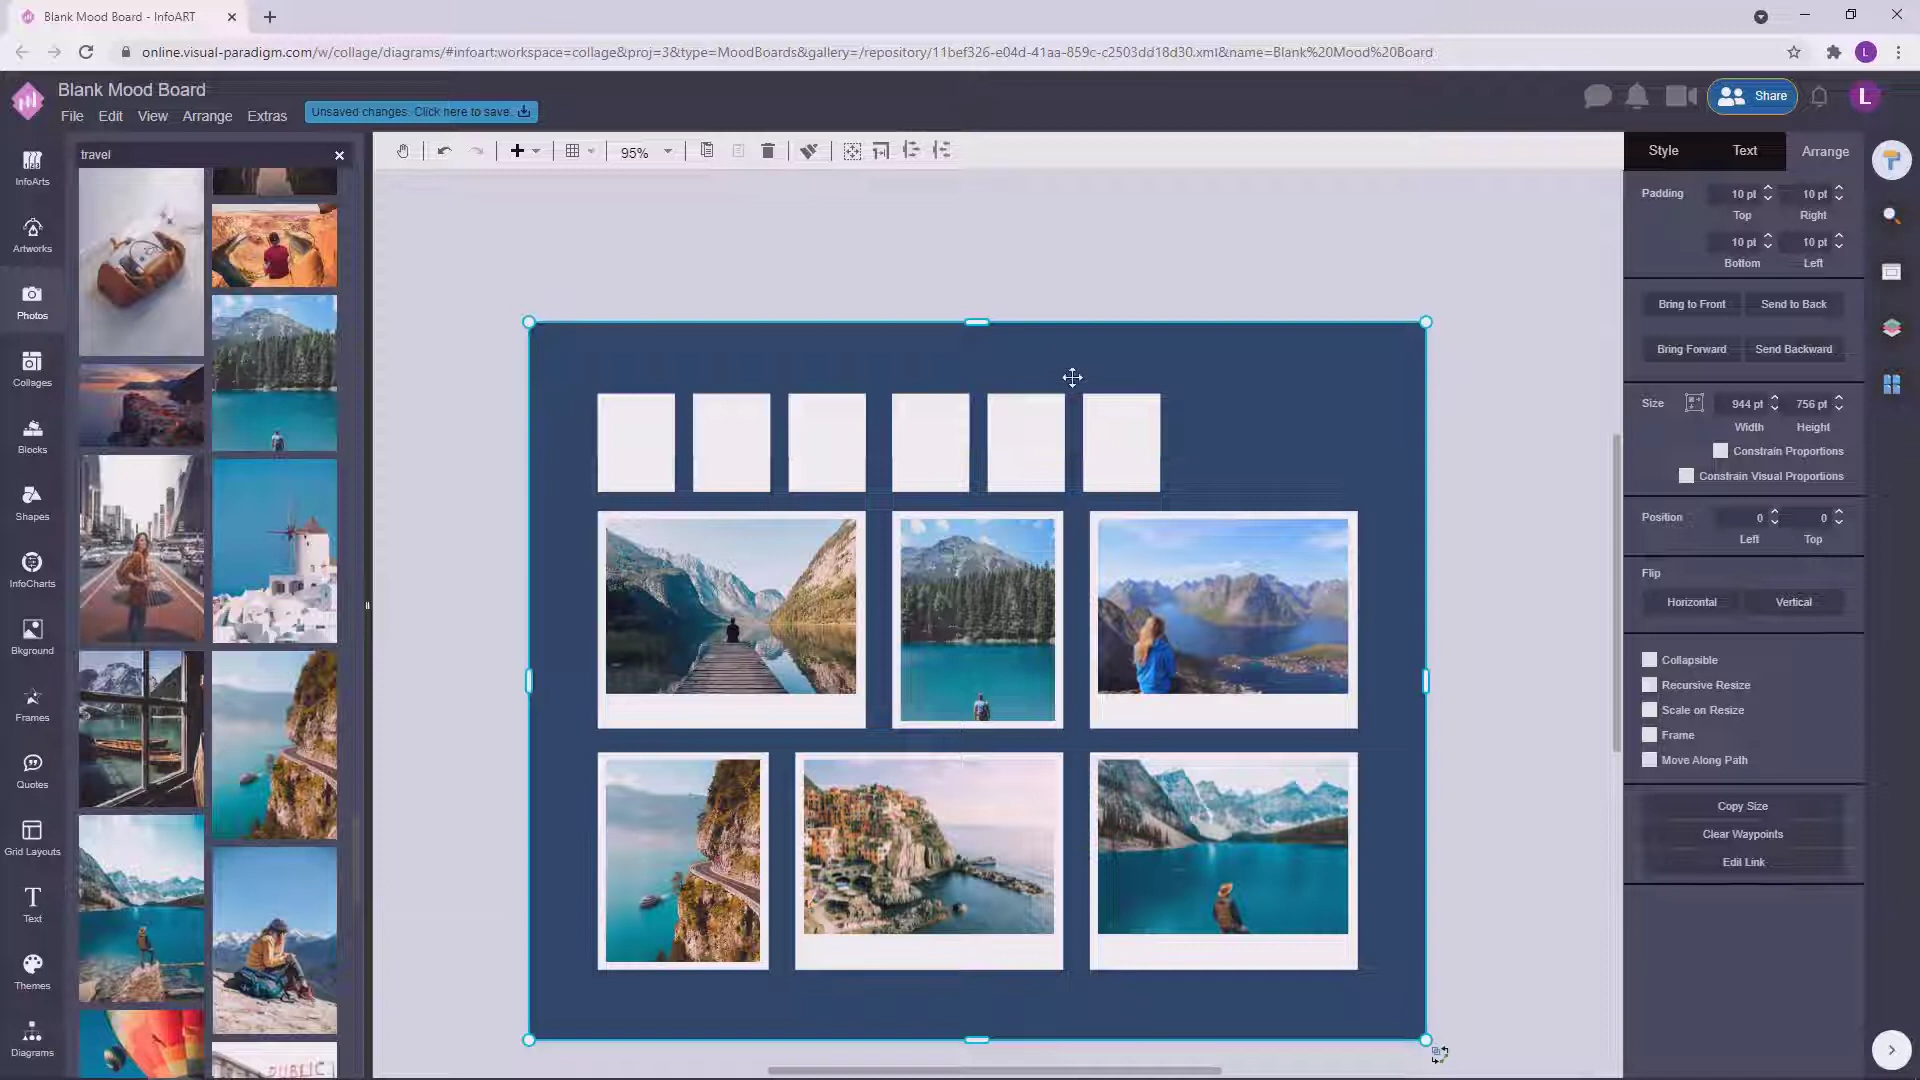 Blank Mood Board - InfoART
online.visual-paradigm.com/w/collage/diagrams/#infoart:workspace=collage&proj=3&type=MoodBoards&gallery=/repository/11bef326-e04d-41aa-859c-c2503dd18d30.xml&name=Blank%20Mood%20Board
L
Blank Mood Board
File Edit View Arrange Extras
Unsaved changes. Click here to save.
Share
L
travel
95%
Style Text Arrange
InfoArts
Artworks
Photos
Collages
Blocks
Shapes
InfoCharts
Bkground
Frames
Quotes
Grid Layouts
Text
Themes
Diagrams
PUBLIC
Padding 10 pt 10 pt
Top Right
10 pt 10 pt
Bottom Left
Bring to Front Send to Back
Bring Forward Send Backward
Size 944 pt 756 pt
Width Height
Constrain Proportions
Constrain Visual Proportions
Position 0 0
Left Top
Flip
Horizontal Vertical
Collapsible
Recursive Resize
Scale on Resize
Frame
Move Along Path
Copy Size
Clear Waypoints
Edit Link